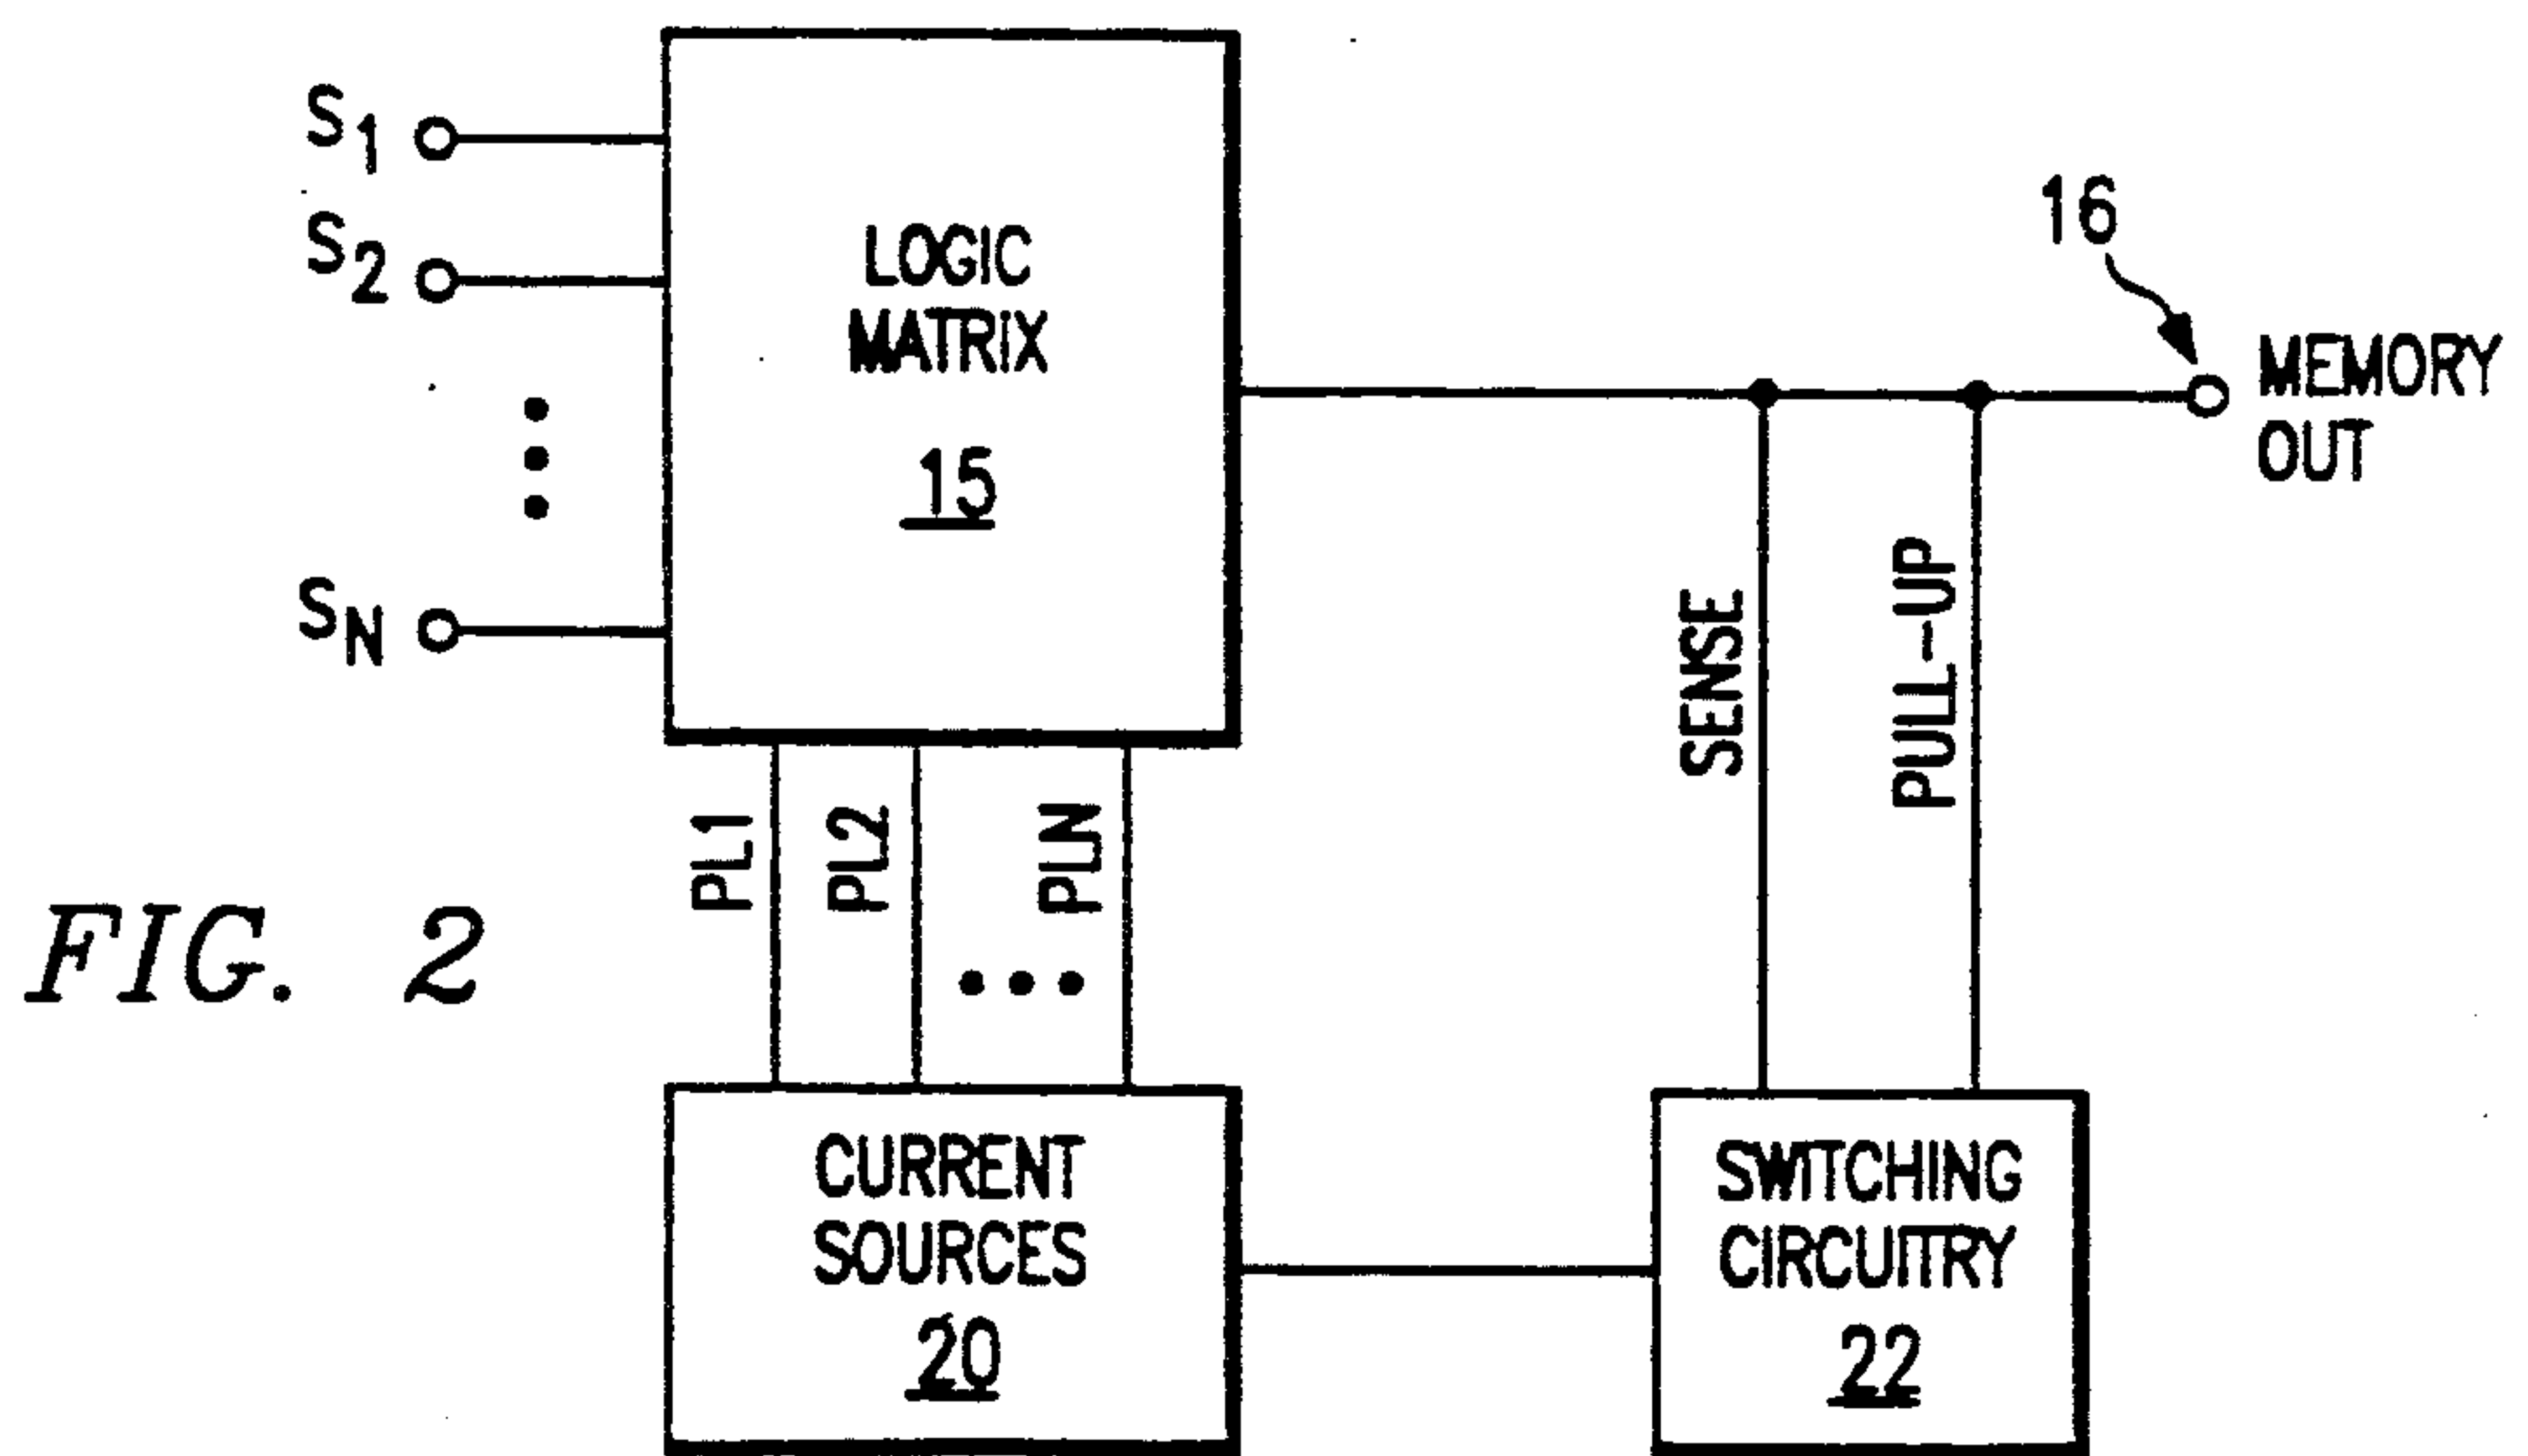 S1
S2
SN
LOGIC
MATRIX
15
16
MEMORY
OUT
SENSE
PULL-UP
PL1
PL2
PLN
FIG. 2
CURRENT
SOURCES
20
SWITCHING
CIRCUITRY
22